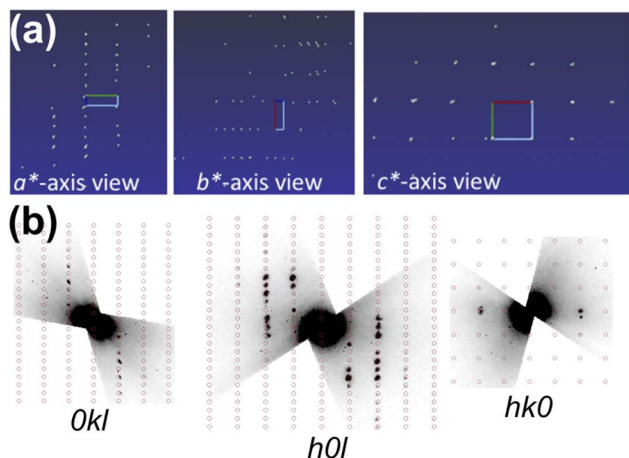 (a)
a*-axis view
b*-axis view
c*-axis view
(b)
0kl
h0l
hk0